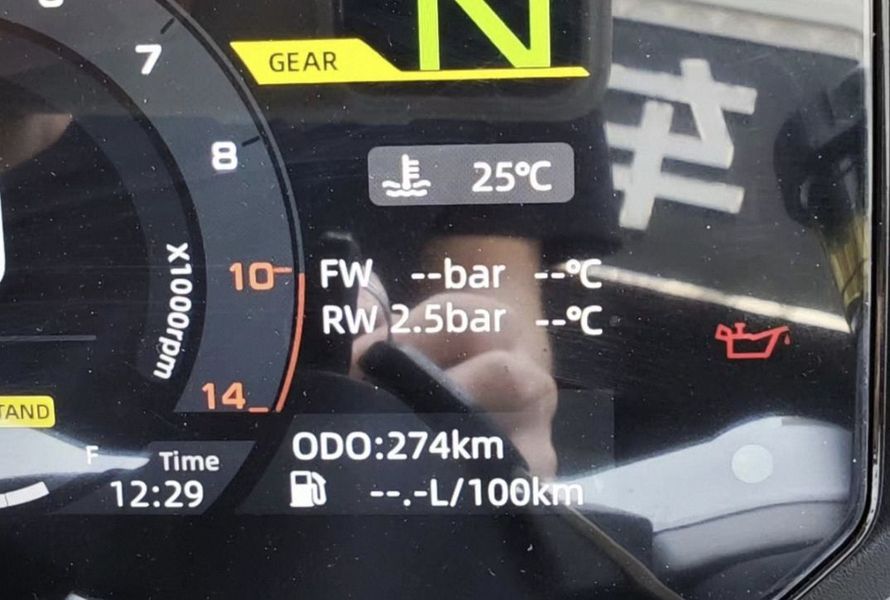 7
GEAR
N
8
25℃
X1000rpm
10
FW --bar --℃
RW 2.5bar --℃
14
TAND
ODO:274km
F
Time
12:29
--.-L/100km